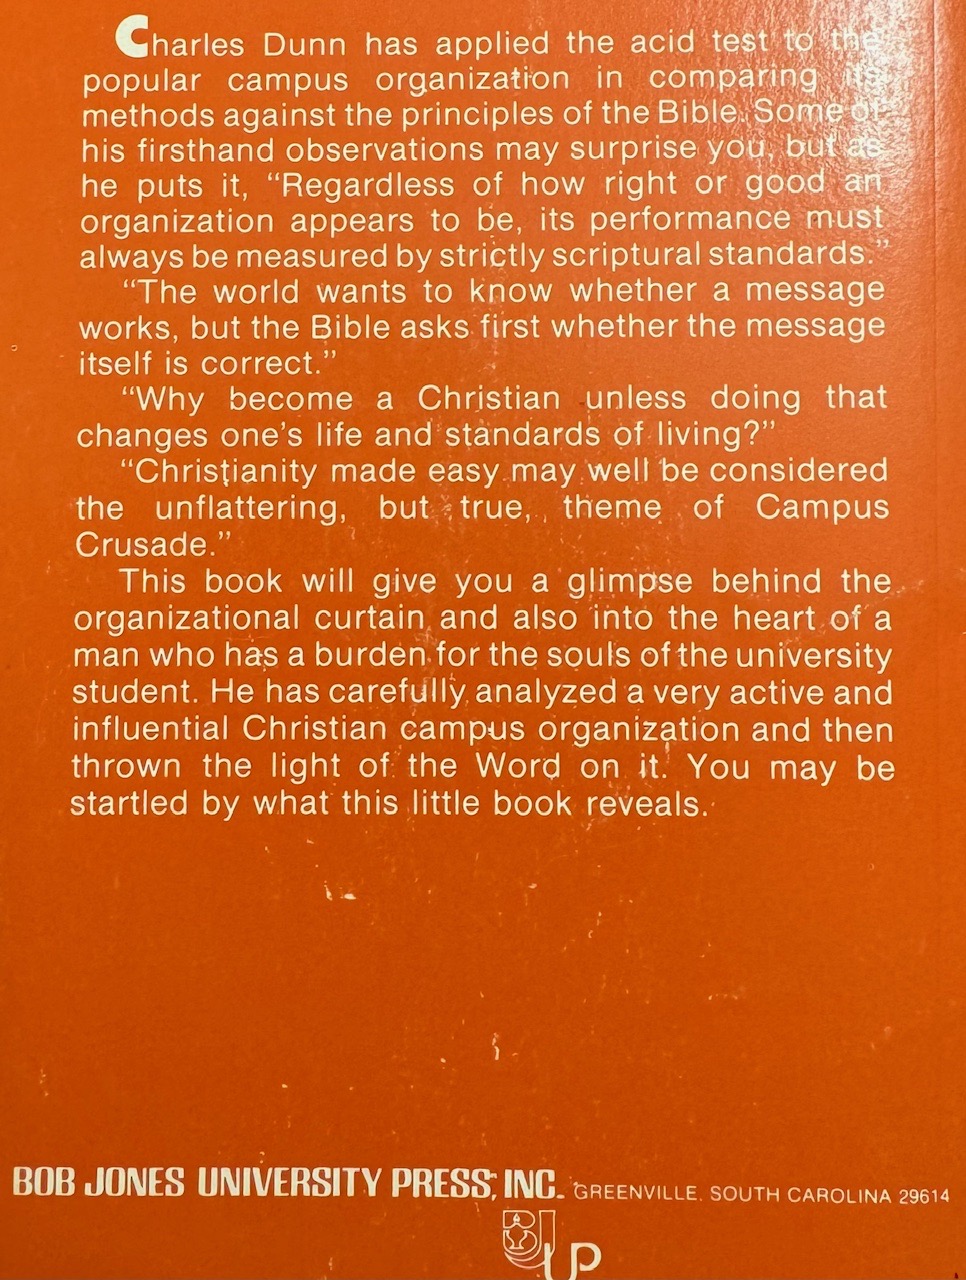 Charles Dunn has applied the acid test to the
popular campus organization in comparing its
methods against the principles of the Bible. Some of
his firsthand observations may surprise you, but as
he puts it, “Regardless of how right or good an
organization appears to be, its performance must
always be measured by strictly scriptural standards.”
“The world wants to know whether a message
works, but the Bible asks first whether the message
itself is correct.”
“Why become a Christian unless doing that
changes one’s life and standards of living?”
“Christianity made easy may well be considered
the unflattering, but true, theme of Campus
Crusade.”
This book will give you a glimpse behind the
organizational curtain and also into the heart of a
man who has a burden for the souls of the university
student. He has carefully analyzed a very active and
influential Christian campus organization and then
thrown the light of the Word on it. You may be
startled by what this little book reveals.
BOB JONES UNIVERSITY PRESS, INC. GREENVILLE, SOUTH CAROLINA 29614
BJUP